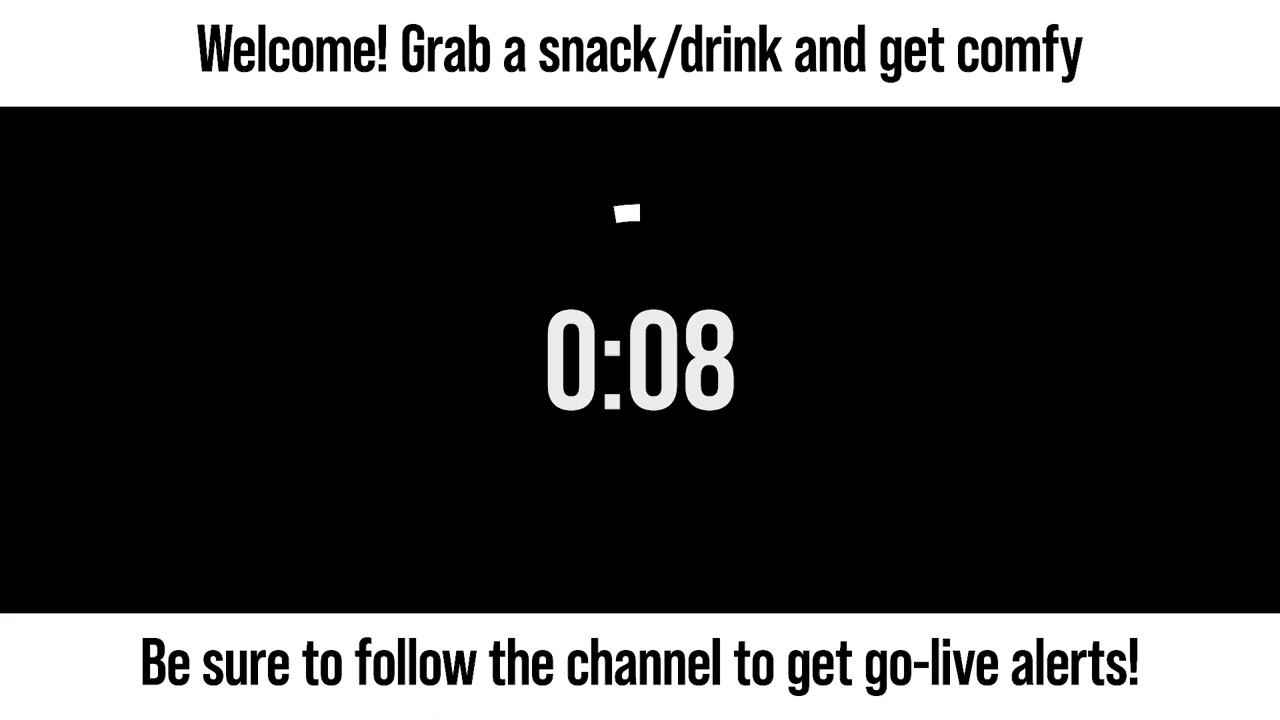 Welcome! Grab a snack/drink and get comfy
0:08
Be sure to follow the channel to get go-live alerts!